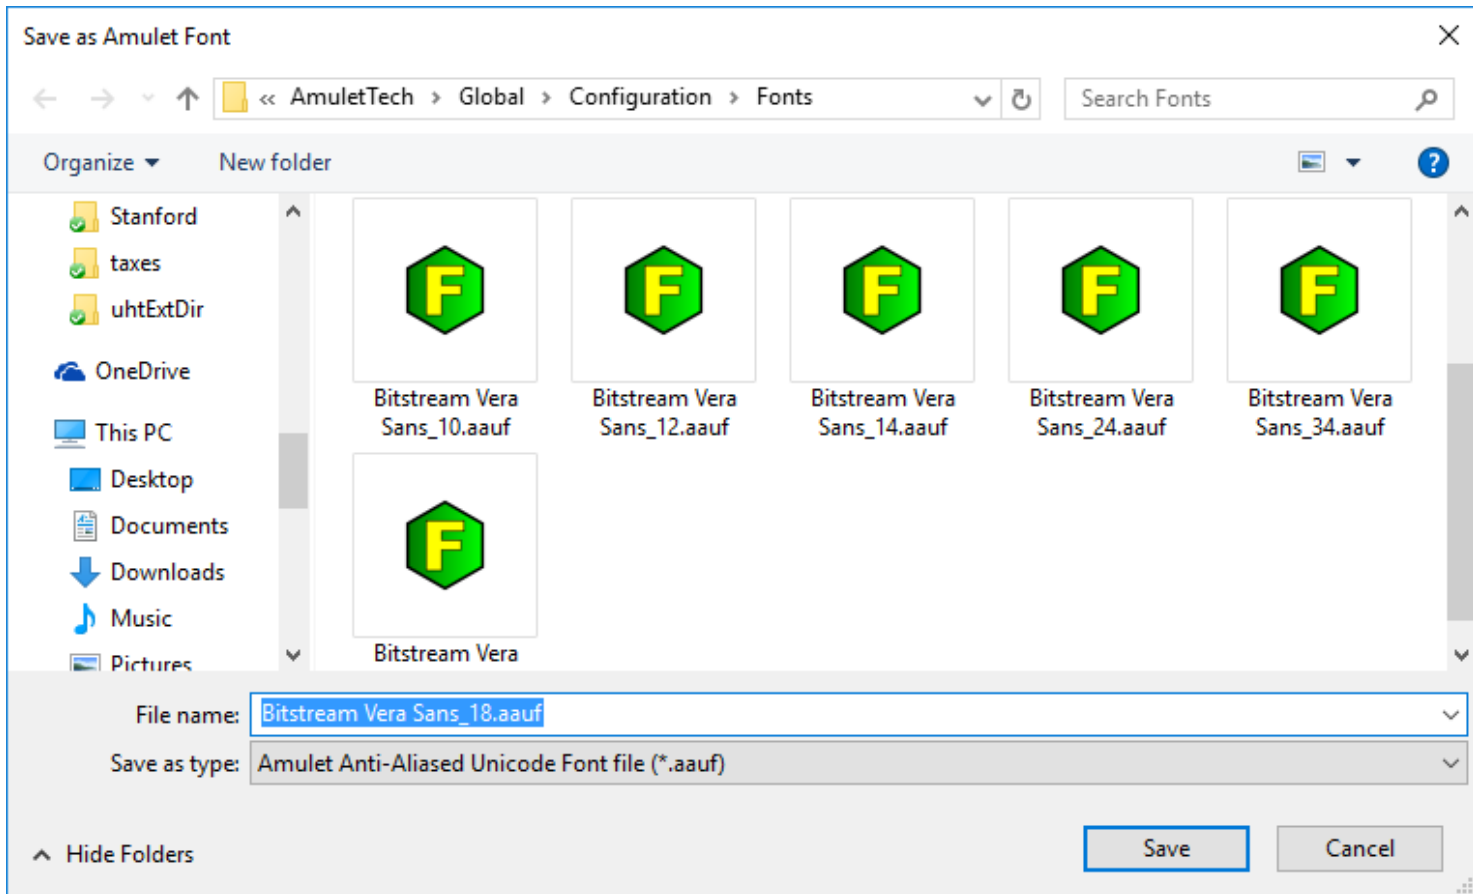 Save as Amulet Font
« AmuletTech > Global > Configuration > Fonts
Search Fonts
Organize
New folder
?
Stanford
taxes
uhtExtDir
OneDrive
This PC
Desktop
Documents
Downloads
Music
Pictures
F F F F F
Bitstream Vera Bitstream Vera Bitstream Vera Bitstream Vera Bitstream Vera
Sans_10.aauf Sans_12.aauf Sans_14.aauf Sans_24.aauf Sans_34.aauf
F
Bitstream Vera
File name: Bitstream Vera Sans_18.aauf
Save as type: Amulet Anti-Aliased Unicode Font file (*.aauf)
Hide Folders
Save
Cancel